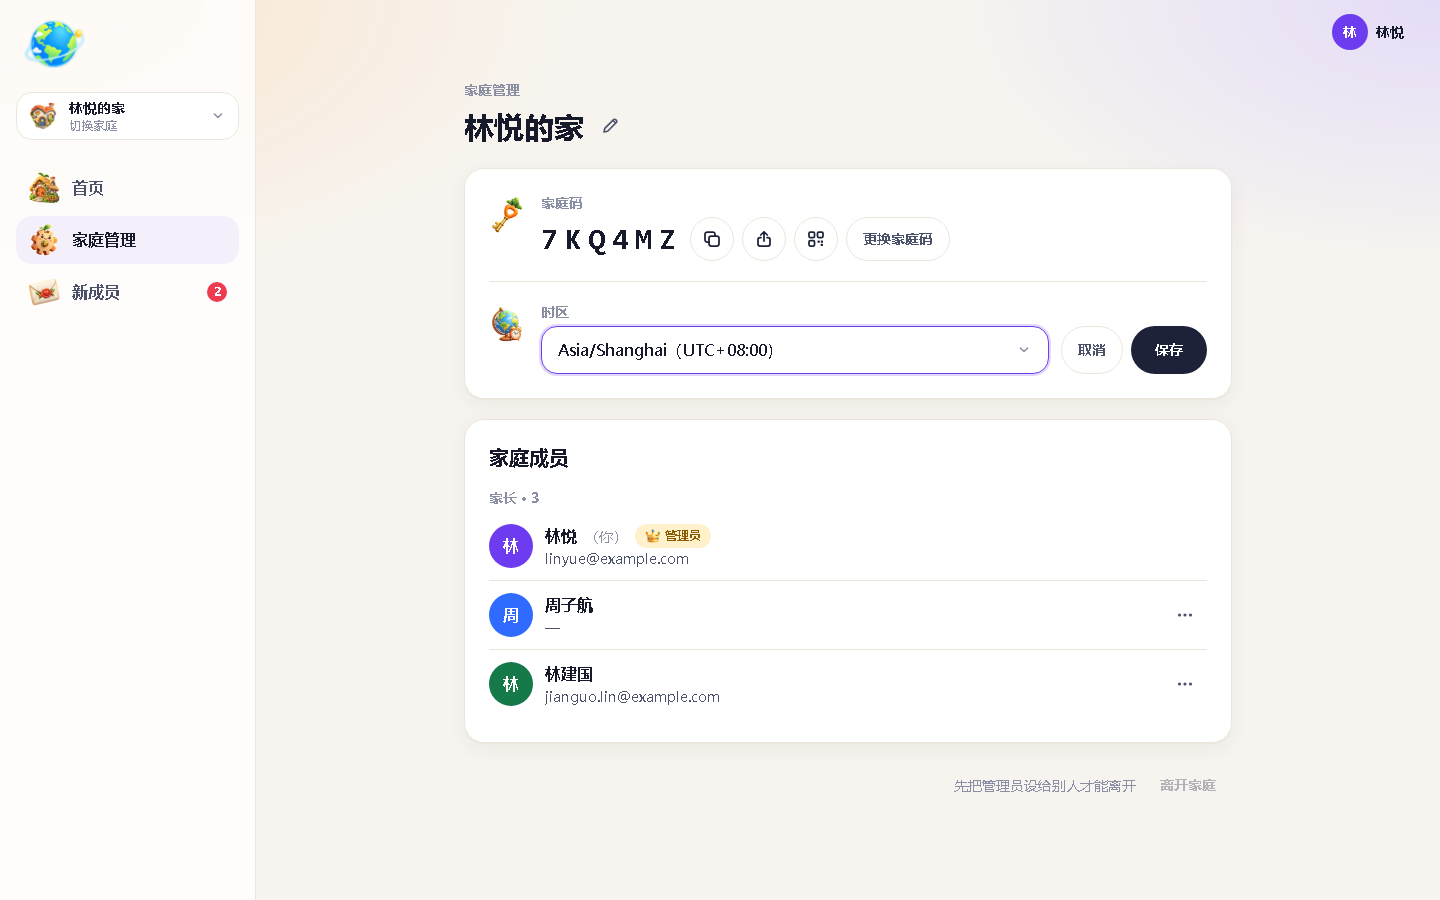 林悦的家
切换家庭
首页
家庭管理
新成员 2
林 林悦
家庭管理
林悦的家
家庭码
7KQ4MZ 更换家庭码
时区
Asia/Shanghai（UTC+08:00） 取消 保存
家庭成员
家长 • 3
林 林悦 （你） 管理员
linyue@example.com
周 周子航
—
林 林建国
jianguo.lin@example.com
先把管理员设给别人才能离开 离开家庭